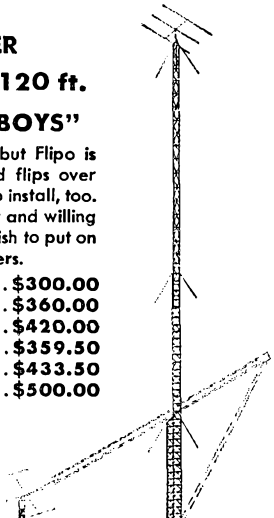 ER
120 ft.
BOYS"
but Flipo is
d flips over
o install, too.
r and willing
ish to put on
ers.
..$300.00
. $360.00
. $420.00
. $359.50
. $433.50
. $500.00